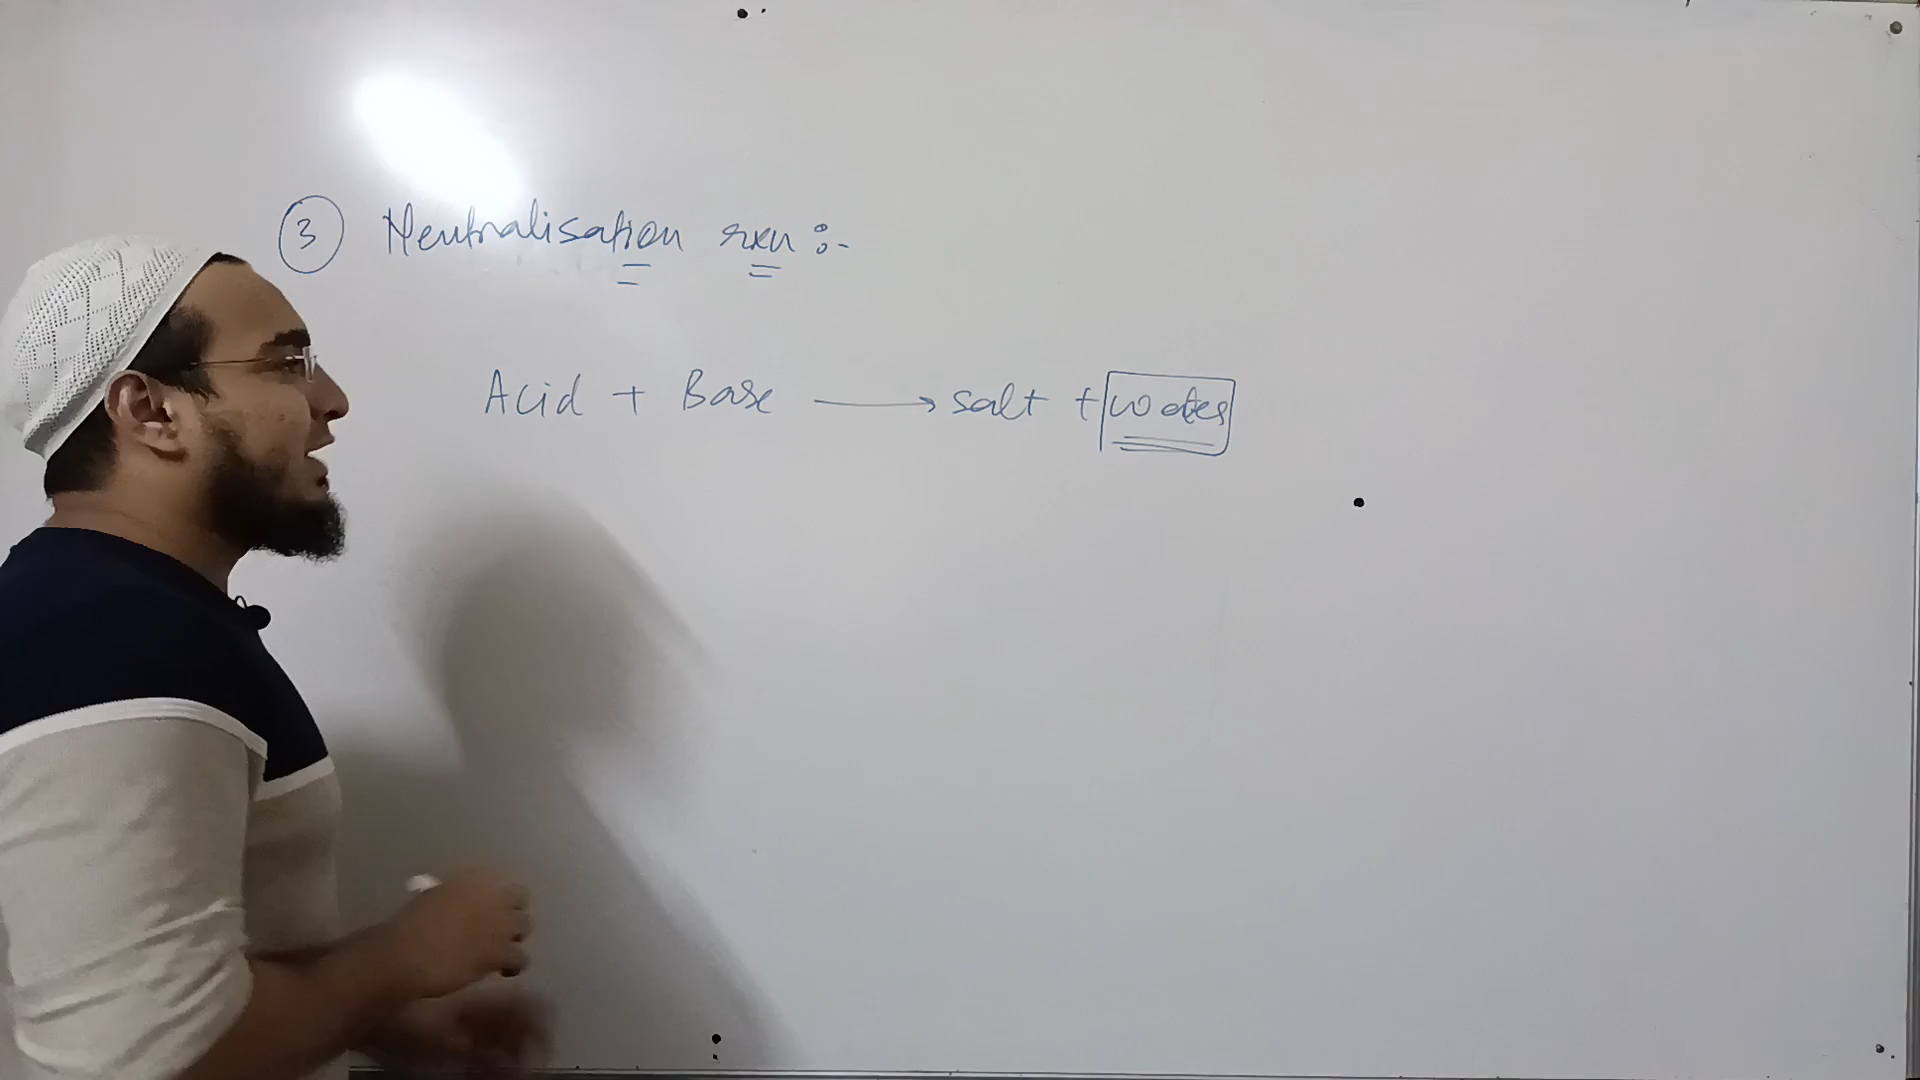 3 Neutralisation rxn :-
Acid + Base → salt + water